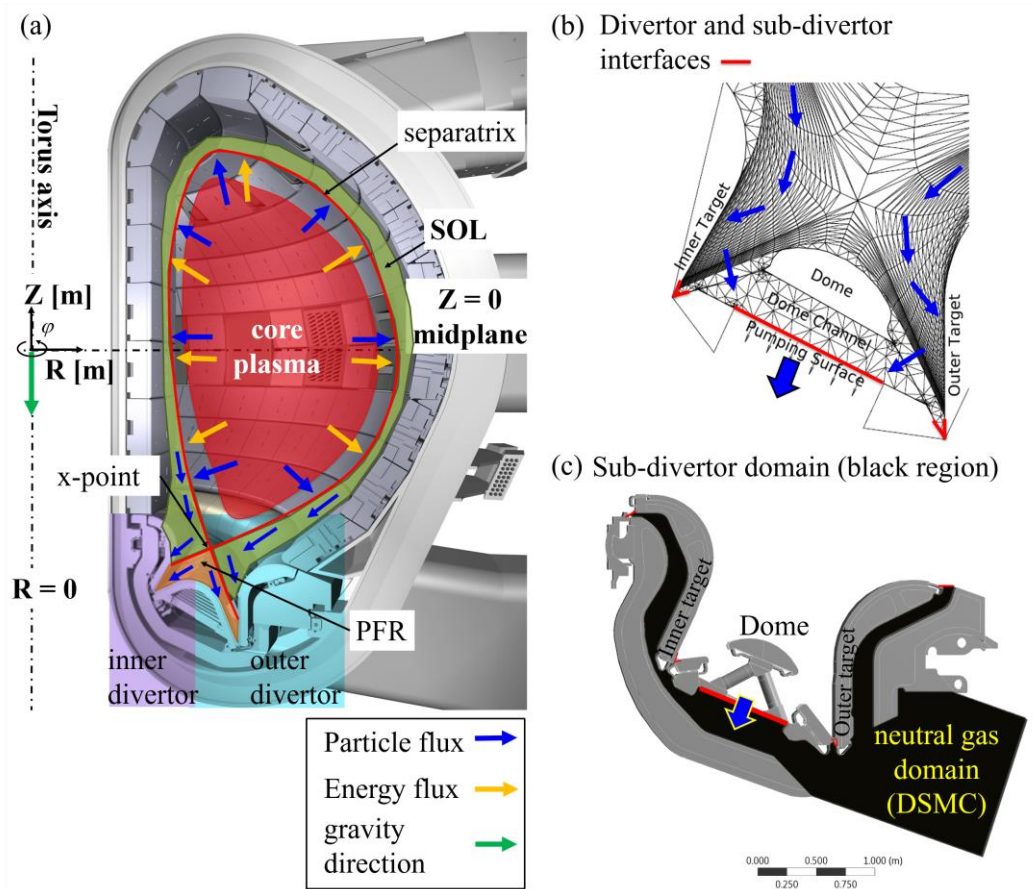 (a)
Torus axis
separatrix
SOL
Z = 0
midplane
Z [m]
φ
R [m]
core
plasma
x-point
R = 0
PFR
inner
divertor
outer
divertor
Particle flux
Energy flux
gravity
direction
(b) Divertor and sub-divertor
interfaces
Inner Target
Dome
Dome Channel
Pumping Surface
Outer Target
(c) Sub-divertor domain (black region)
Inner target
Dome
Outer target
neutral gas
domain
(DSMC)
0.000 0.500 1.000 (m)
0.250 0.750